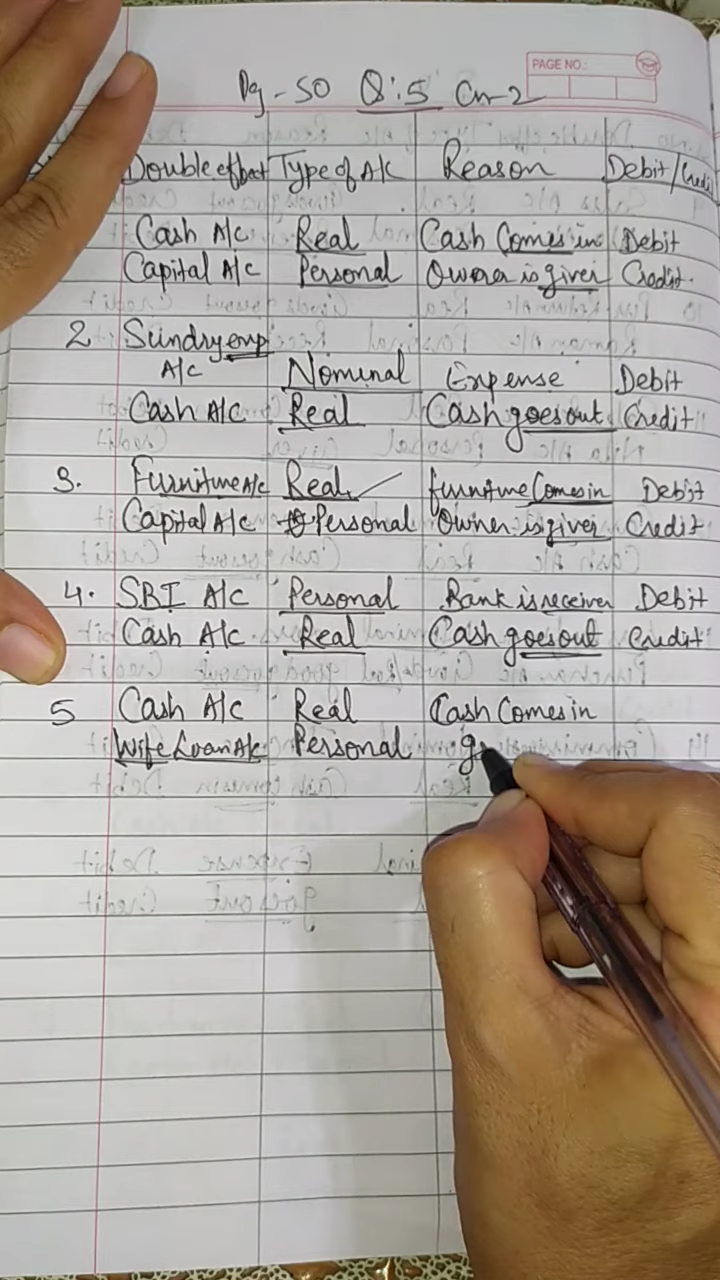 PAGE NO.:
Pg-50 Q:5 Ch-2
Double effect Type of A/c Reason Debit/Credit
Cash A/c Real Cash Comes in Debit
Capital A/c Personal Owner is giver Credit
2 Sundry exp
A/c Nominal Expense Debit
Cash A/c Real Cash goes out Credit
3. Furniture A/c Real furniture Comes in Debit
Capital A/c Personal Owner is giver Credit
4. SBI A/c Personal Bank is receiver Debit
Cash A/c Real Cash goes out Credit
5 Cash A/c Real Cash Comes in
Wife Loan A/c Personal g